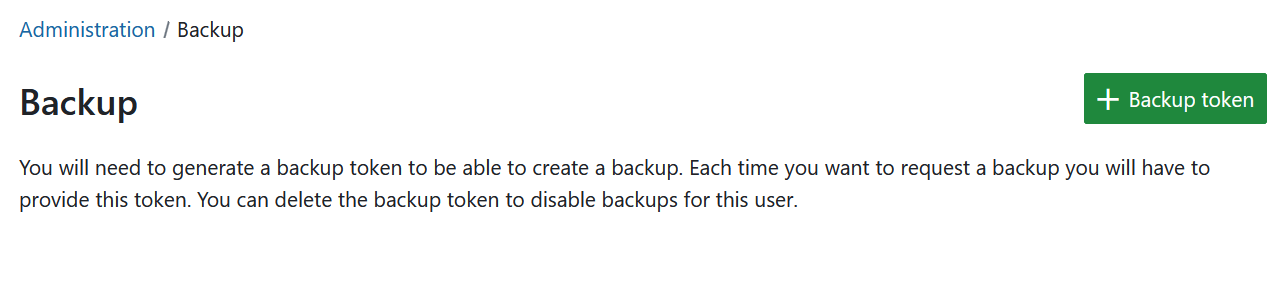 Administration / Backup
Backup
+ Backup token
You will need to generate a backup token to be able to create a backup. Each time you want to request a backup you will have to
provide this token. You can delete the backup token to disable backups for this user.